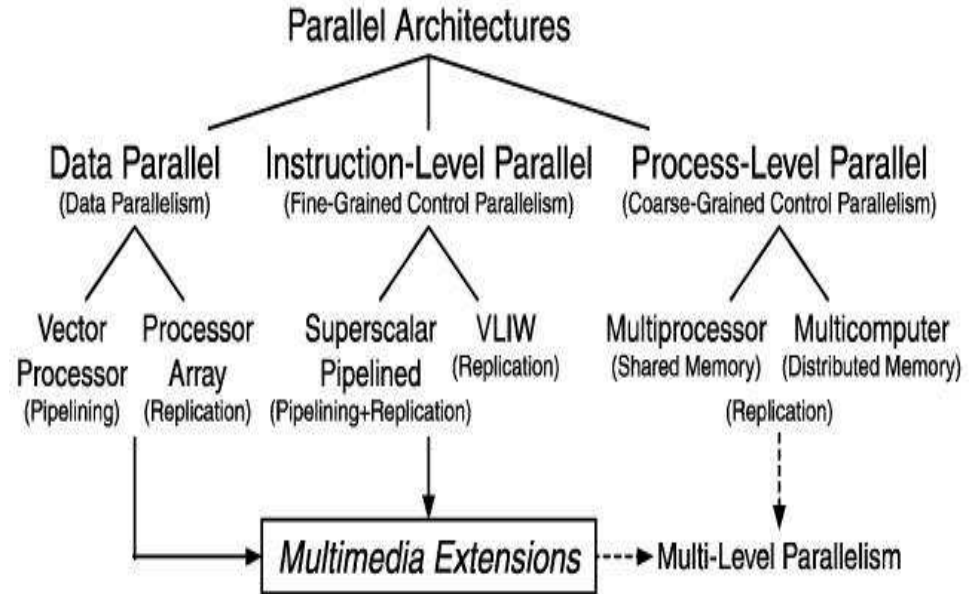 Parallel Architectures
Data Parallel
(Data Parallelism)
Instruction-Level Parallel
(Fine-Grained Control Parallelism)
Process-Level Parallel
(Coarse-Grained Control Parallelism)
Vector
Processor
(Pipelining)
Processor
Array
(Replication)
Superscalar
Pipelined
(Pipelining+Replication)
VLIW
(Replication)
Multiprocessor
(Shared Memory)
Multicomputer
(Distributed Memory)
(Replication)
Multimedia Extensions
Multi-Level Parallelism